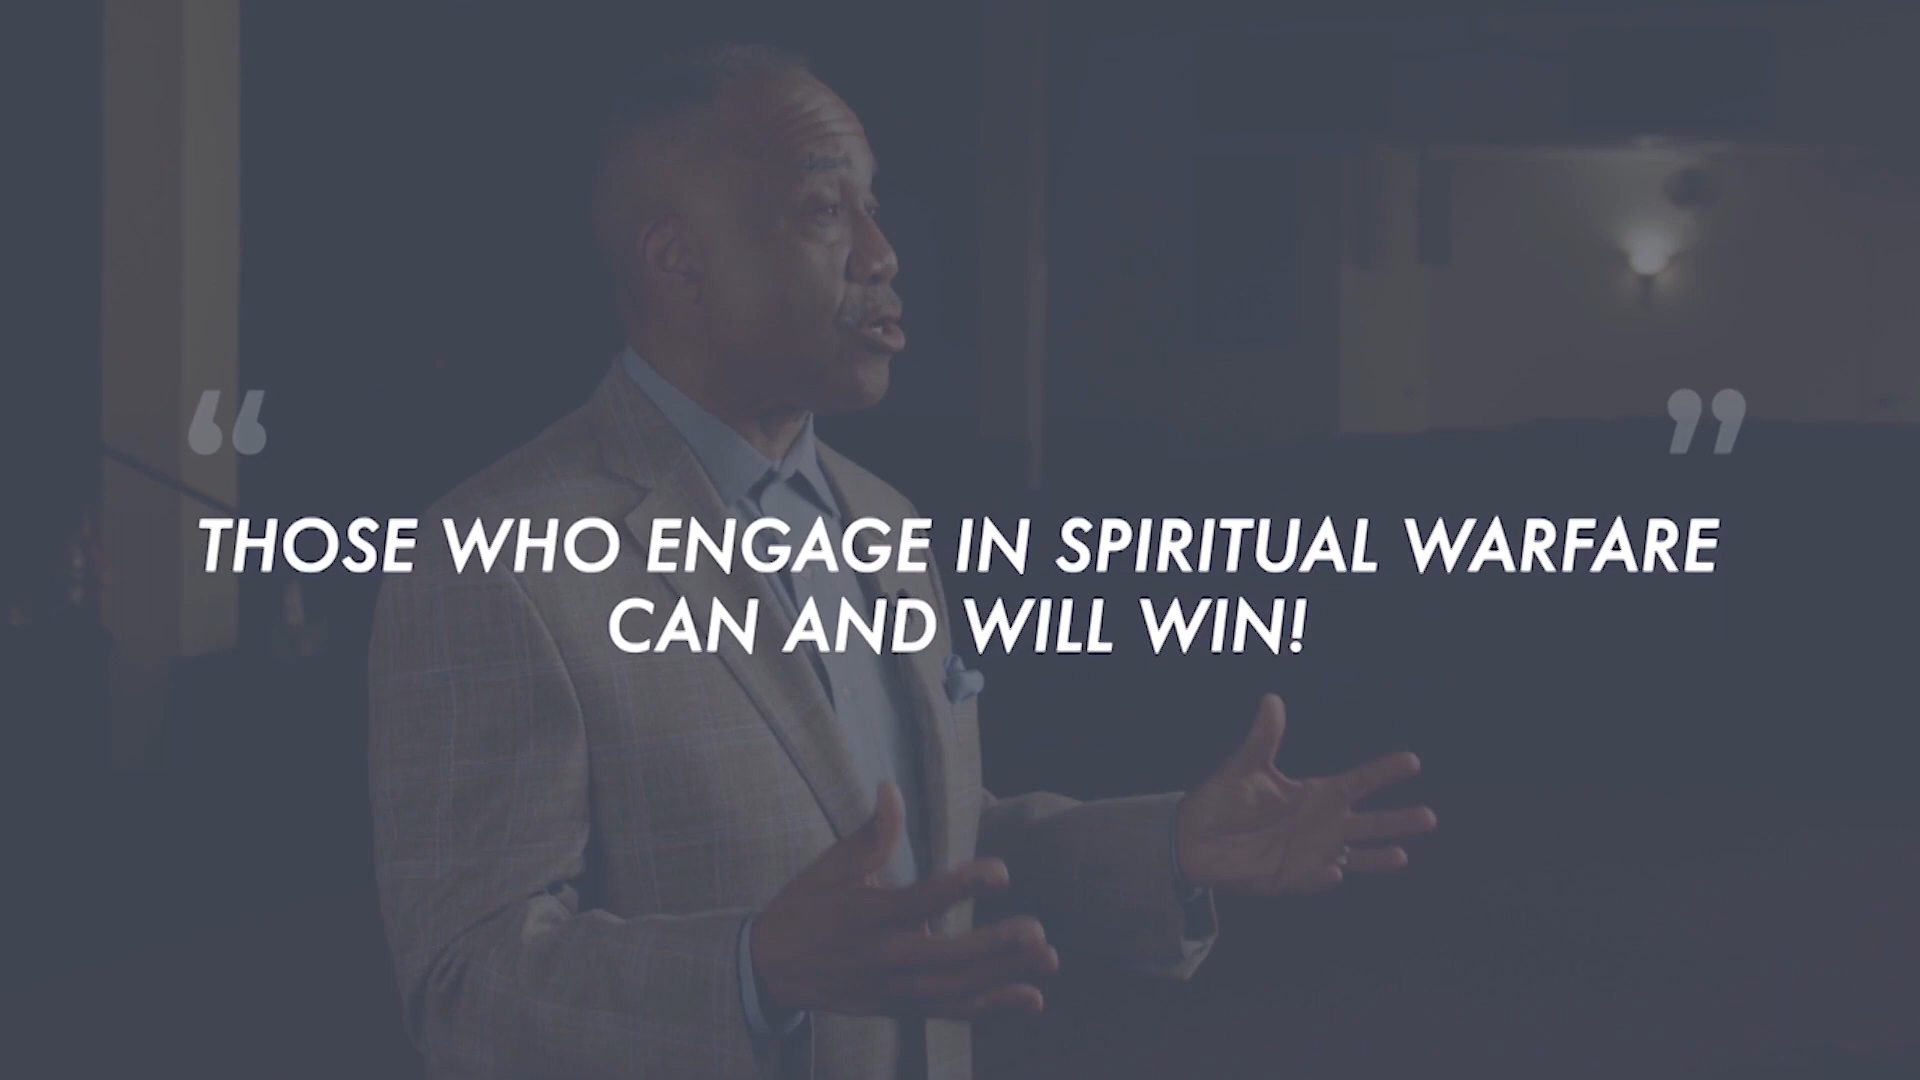 “ ”
THOSE WHO ENGAGE IN SPIRITUAL WARFARE
CAN AND WILL WIN!